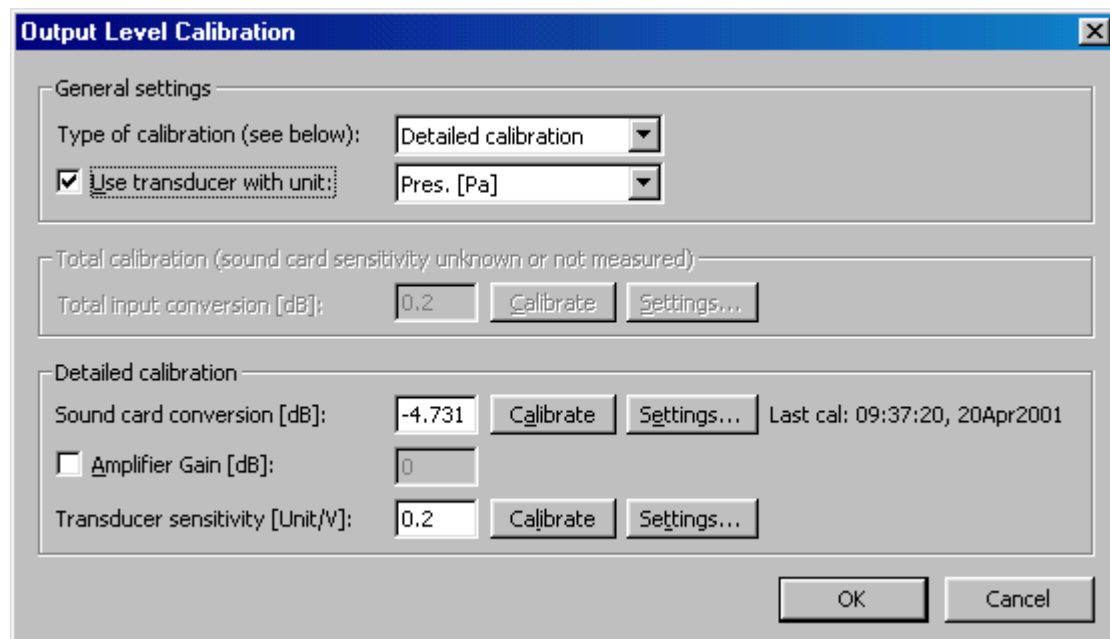 Output Level Calibration
General settings
Type of calibration (see below): Detailed calibration
Use transducer with unit: Pres. [Pa]
Total calibration (sound card sensitivity unknown or not measured)
Total input conversion [dB]: 0.2 Calibrate Settings...
Detailed calibration
Sound card conversion [dB]: -4.731 Calibrate Settings... Last cal: 09:37:20, 20Apr2001
Amplifier Gain [dB]: 0
Transducer sensitivity [Unit/V]: 0.2 Calibrate Settings...
OK Cancel